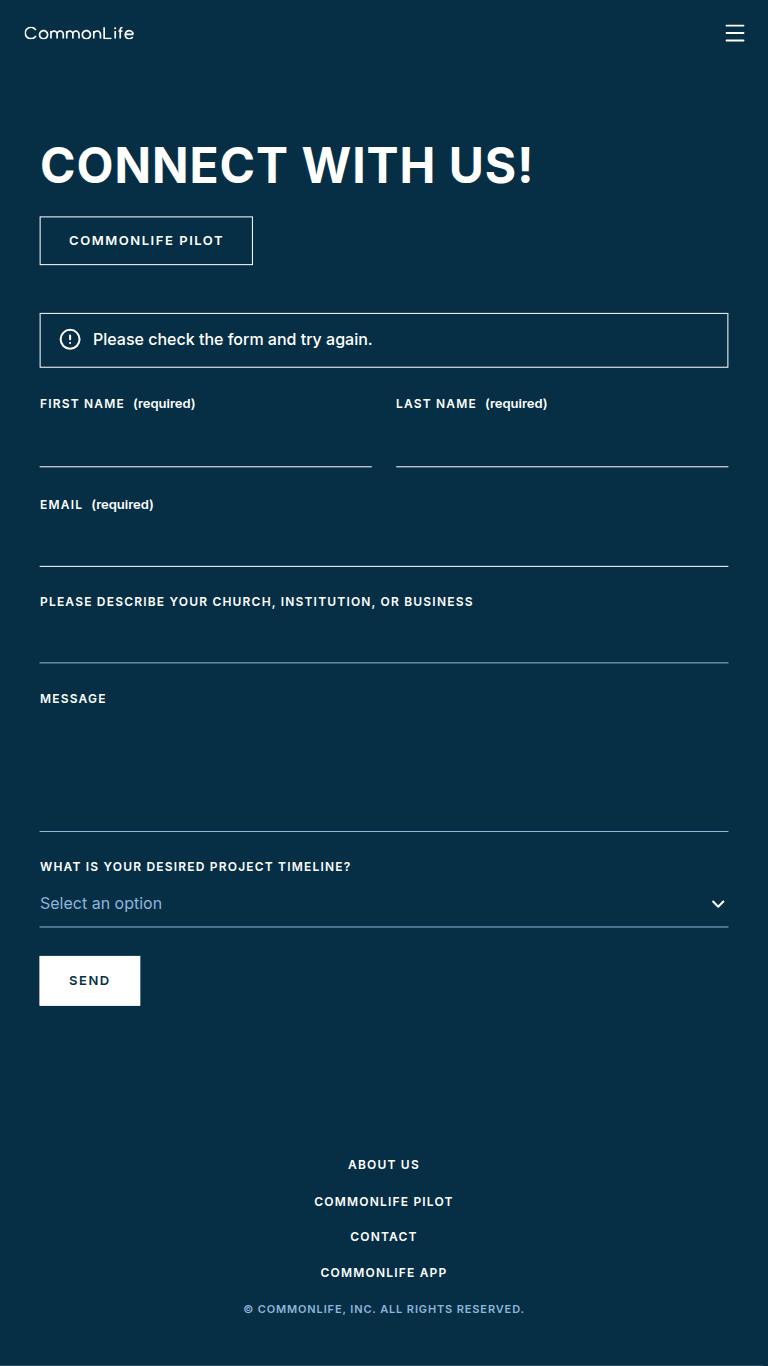 CommonLife
CONNECT WITH US!
COMMONLIFE PILOT
Please check the form and try again.
FIRST NAME (required)
LAST NAME (required)
EMAIL (required)
PLEASE DESCRIBE YOUR CHURCH, INSTITUTION, OR BUSINESS
MESSAGE
WHAT IS YOUR DESIRED PROJECT TIMELINE?
Select an option
SEND
ABOUT US
COMMONLIFE PILOT
CONTACT
COMMONLIFE APP
© COMMONLIFE, INC. ALL RIGHTS RESERVED.